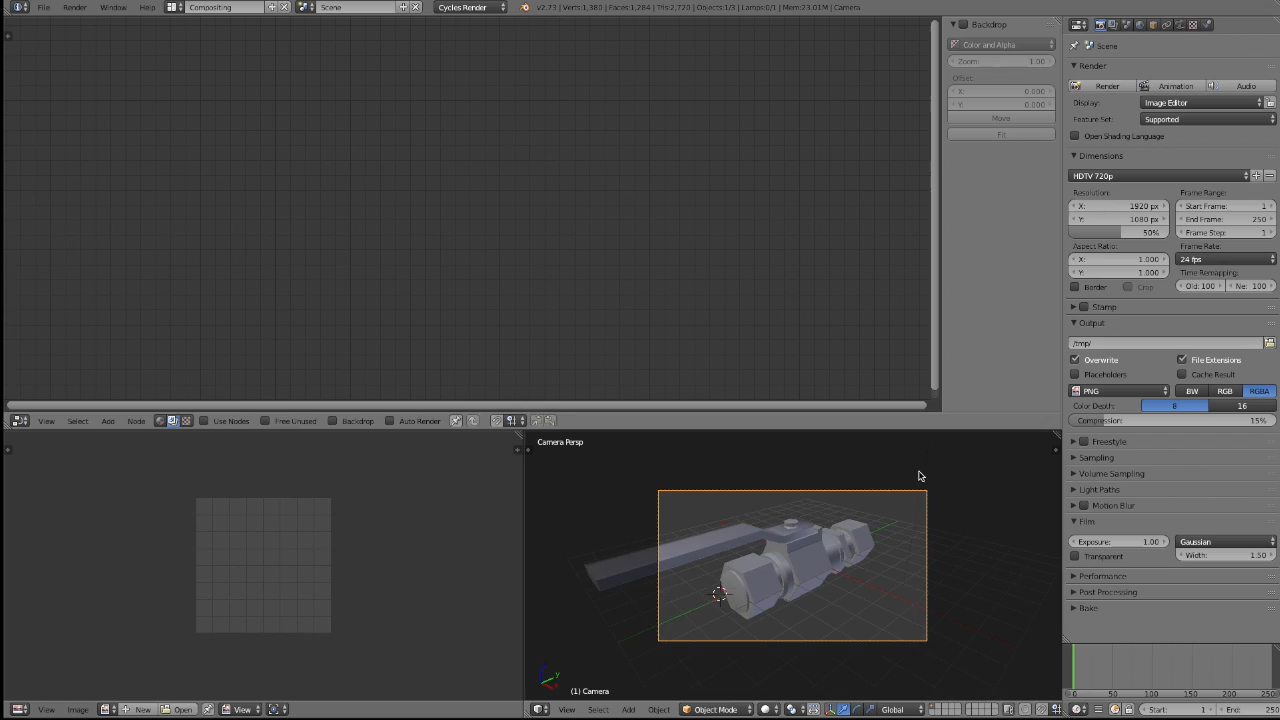 File Render Window Help Compositing Scene Cycles Render v2.73 | Verts:1,380 | Faces:1,284 | Tris:2,720 | Objects:1/3 | Lamps:0/1 | Mem:23.01M | Camera
Backdrop
Color and Alpha
Zoom: 1.00
Offset:
X: 0.000
Y: 0.000
Move
Fit
Scene
Render
Render Animation Audio
Display: Image Editor
Feature Set: Supported
Open Shading Language
Dimensions
HDTV 720p
Resolution: Frame Range:
X: 1920 px Start Frame: 1
Y: 1080 px End Frame: 250
50% Frame Step: 1
Aspect Ratio: Frame Rate:
X: 1.000 24 fps
Y: 1.000 Time Remapping:
Border Crop Old: 100 Ne: 100
Stamp
Output
/tmp/
Overwrite File Extensions
Placeholders Cache Result
PNG BW RGB RGBA
Color Depth: 8 16
Compression: 15%
Freestyle
Sampling
Volume Sampling
Light Paths
Motion Blur
Film
Exposure: 1.00 Gaussian
Transparent Width: 1.50
Performance
Post Processing
Bake
View Select Add Node Use Nodes Free Unused Backdrop Auto Render
Camera Persp
z y x
(1) Camera
View Image New Open View
View Select Add Object Object Mode Global
0 50 100 150 200 250
Start: 1